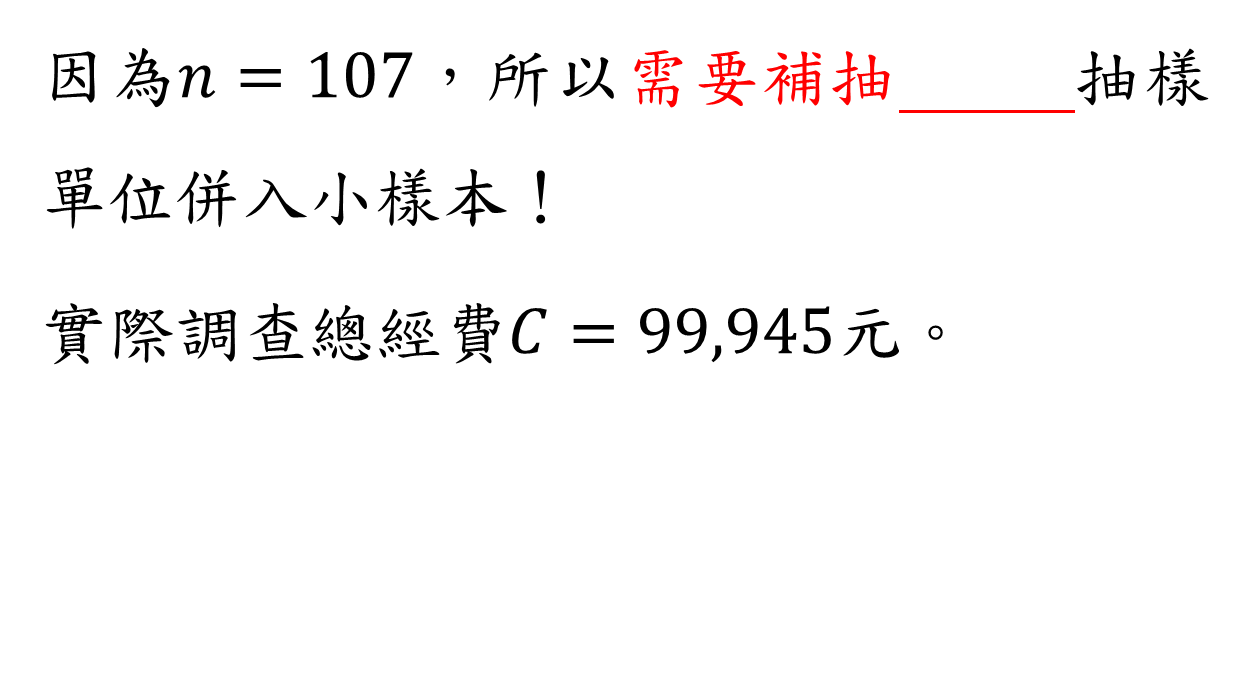 因為n = 107，所以需要補抽______抽樣
單位併入小樣本！
實際調查總經費C = 99,945元。